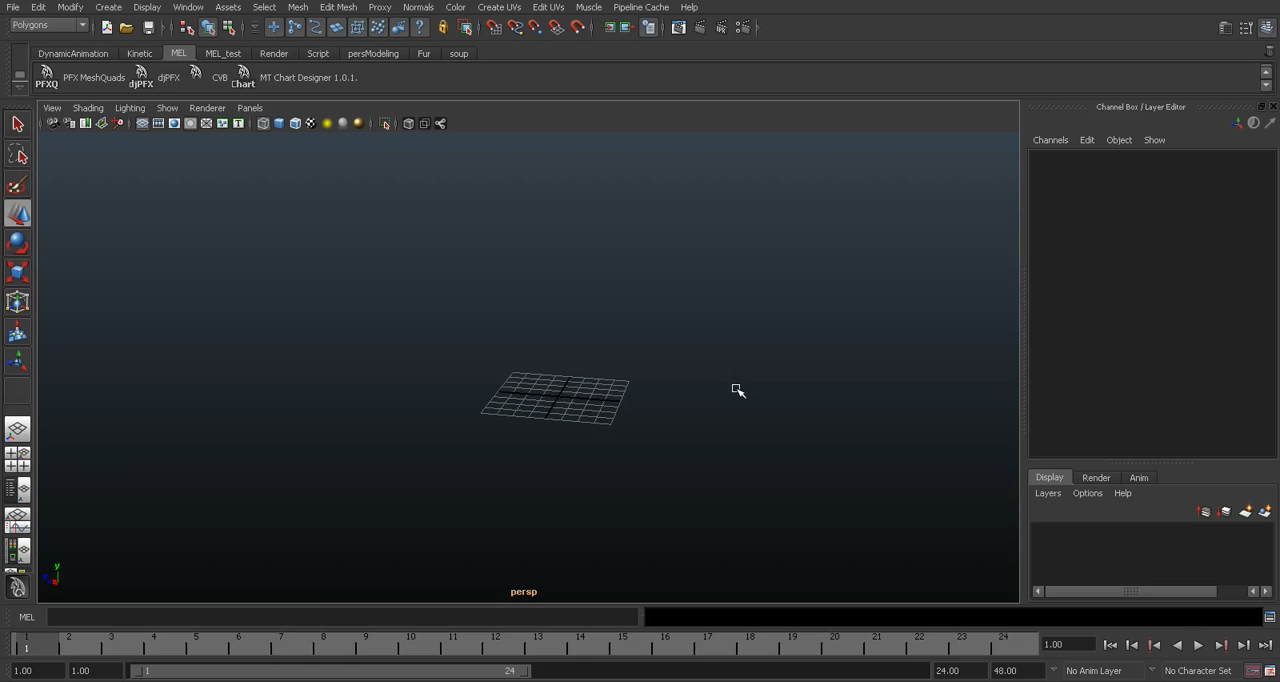 File Edit Modify Create Display Window Assets Select Mesh Edit Mesh Proxy Normals Color Create UVs Edit UVs Muscle Pipeline Cache Help
Polygons
DynamicAnimation Kinetic MEL MEL_test Render Script persModeling Fur soup
PFXQ PFX MeshQuads djPFX djPFX CVB Chart MT Chart Designer 1.0.1.
View Shading Lighting Show Renderer Panels
Channel Box / Layer Editor
Channels Edit Object Show
Display Render Anim
Layers Options Help
y
persp
MEL
1 2 3 4 5 6 7 8 9 10 11 12 13 14 15 16 17 18 19 20 21 22 23 24
1
1.00
1.00 1.00 1 24 24.00 48.00 No Anim Layer No Character Set